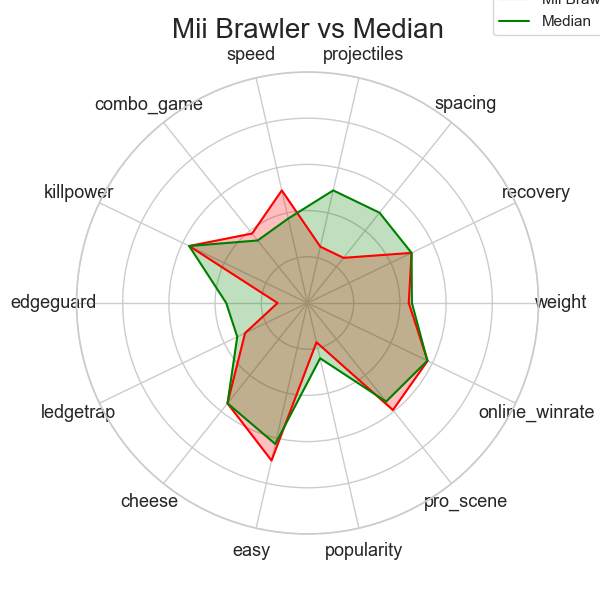 Mii Brawler vs Median
Median
speed
projectiles
combo_game
spacing
killpower
recovery
edgeguard
weight
ledgetrap
online_winrate
cheese
pro_scene
easy
popularity